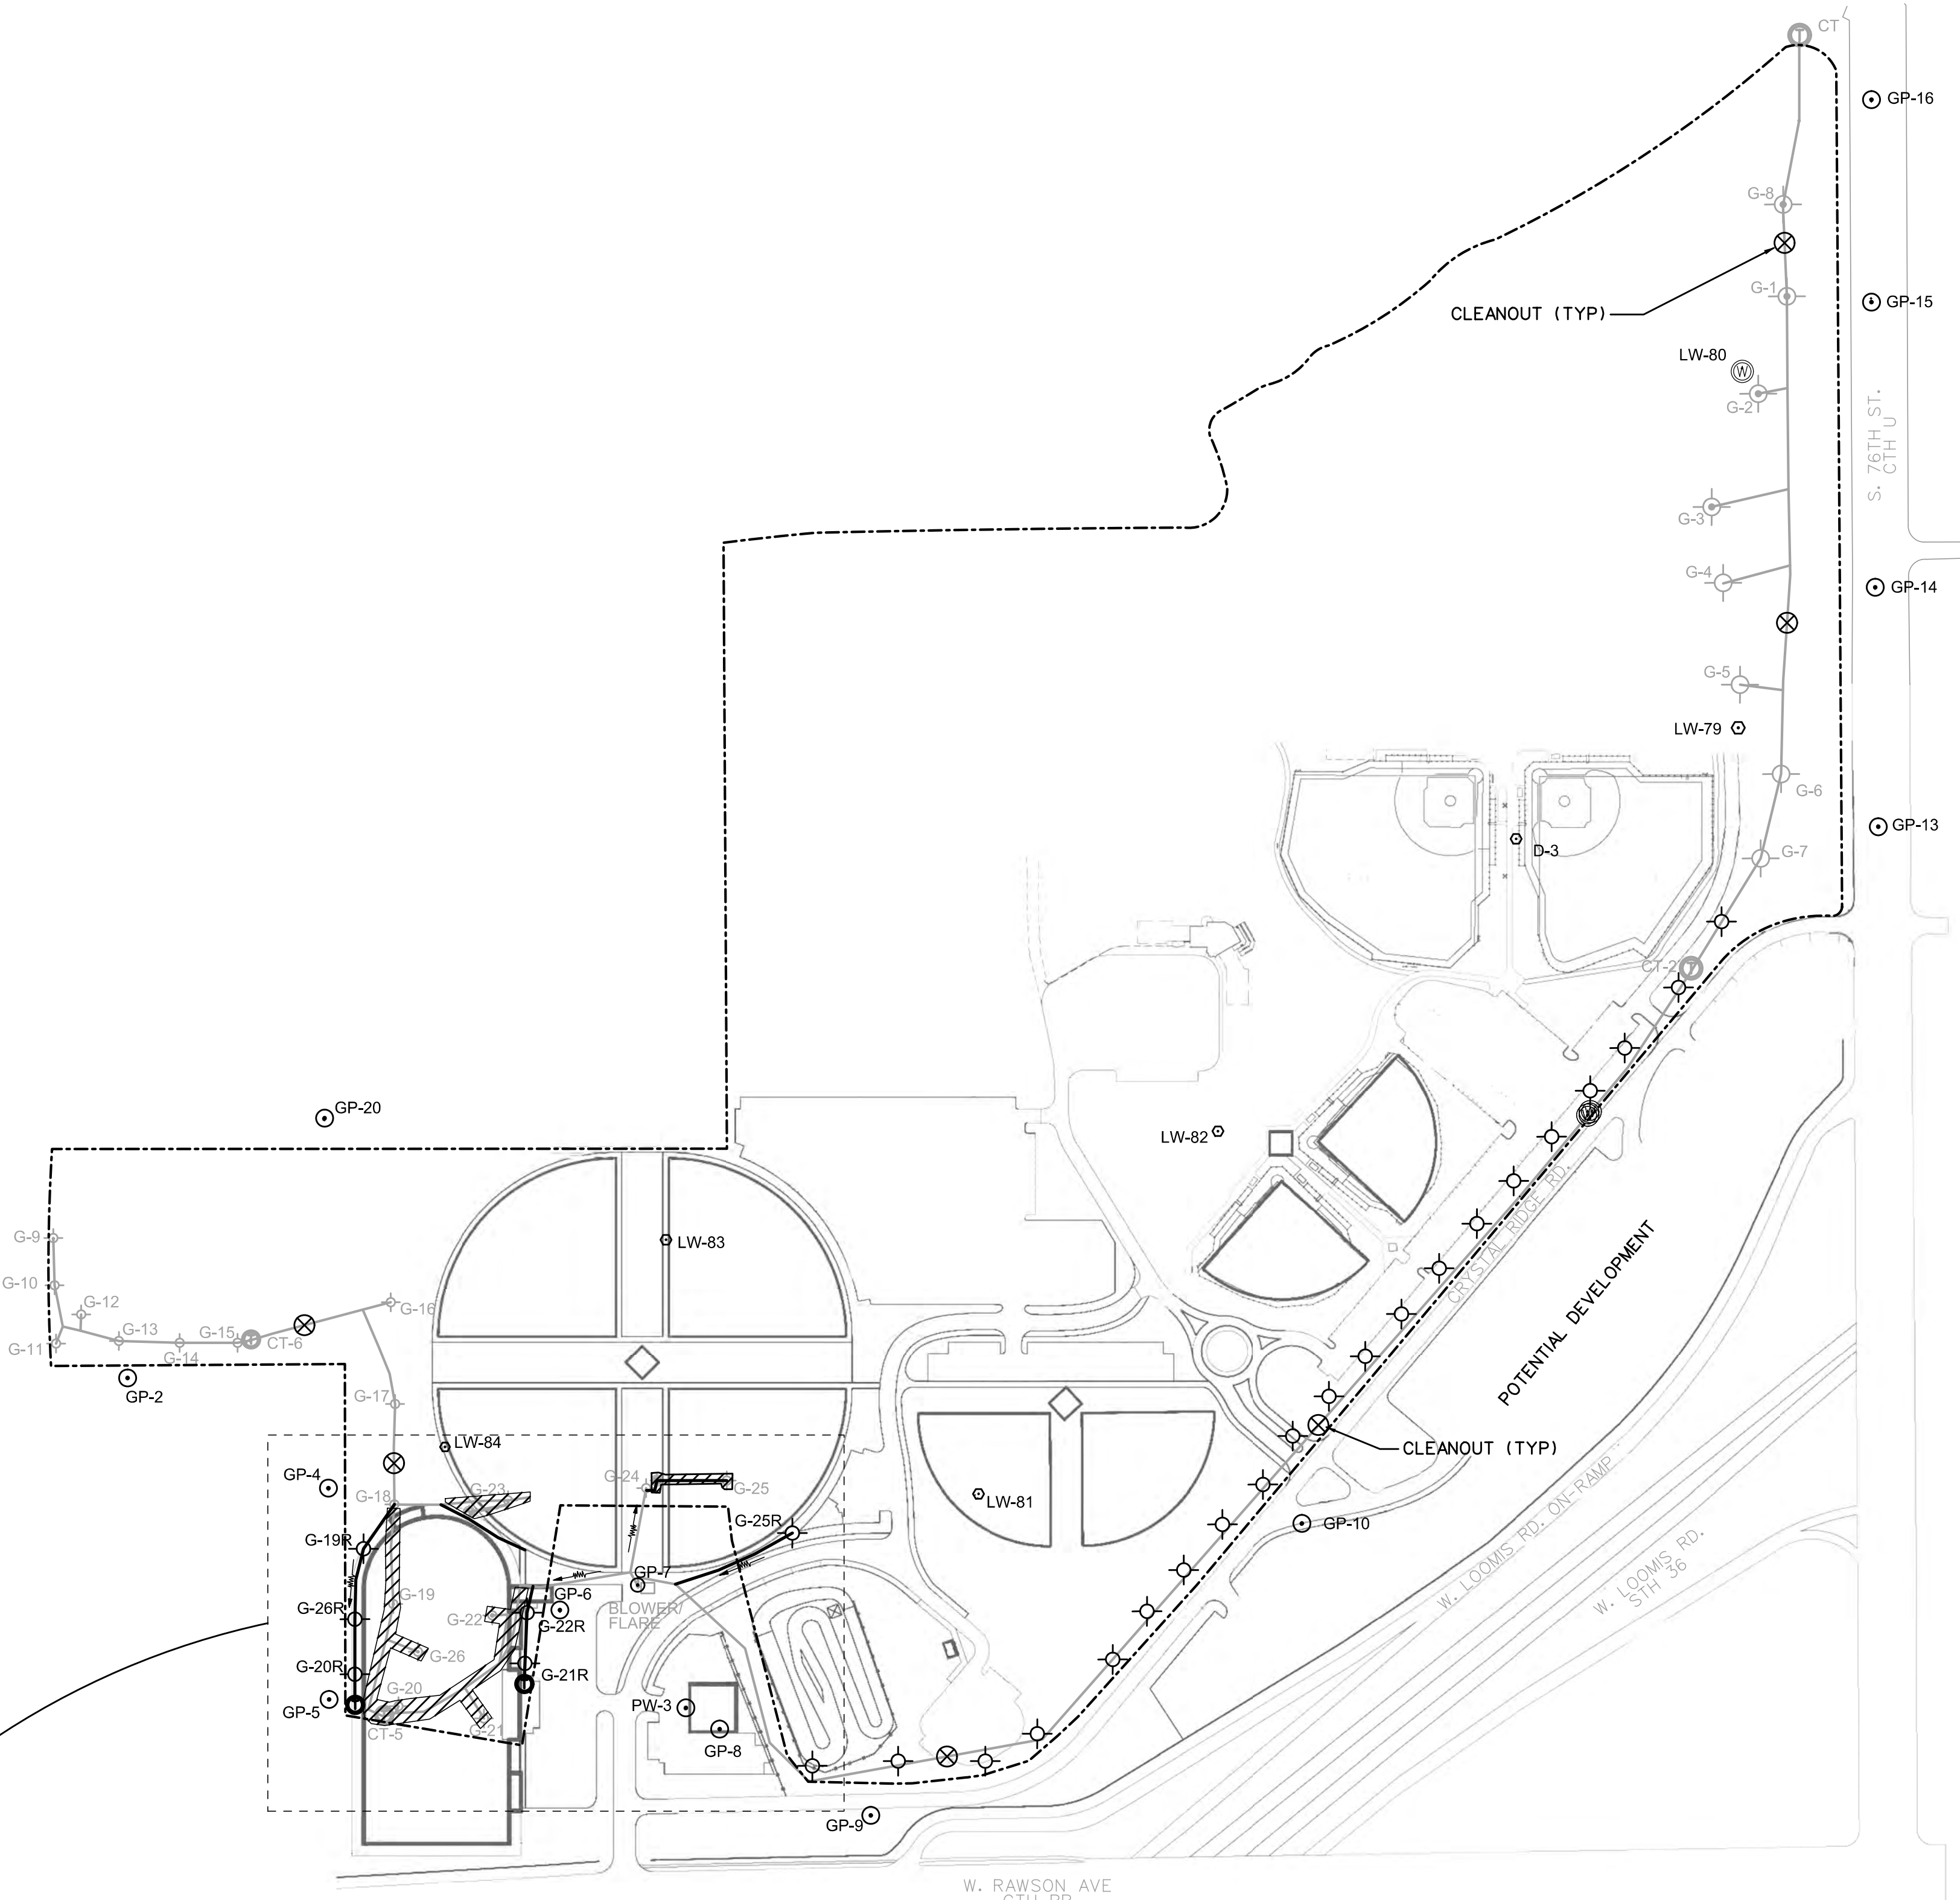 CT
GP-16
G-8
CLEANOUT (TYP)
G-1
GP-15
LW-80
W
G-2
S. 76TH ST.
CTH U
G-3
G-4
GP-14
G-5
LW-79
G-6
GP-13
D-3
G-7
CT-2
T
GP-20
LW-82
W
CRYSTAL RIDGE RD.
POTENTIAL DEVELOPMENT
G-9
LW-83
G-10
G-12
G-16
G-13
G-15
G-11
G-14
CT-6
GP-2
G-17
LW-84
CLEANOUT (TYP)
GP-4
G-24
G-25
G-18
G-23
LW-81
G-25R
GP-10
G-19R
W. LOOMIS RD. ON-RAMP
W. LOOMIS RD.
STH 36
GP-7
G-19
GP-6
G-26R
G-22
G-22R
BLOWER/
FLARE
G-26
G-20R
G-21R
G-20
GP-5
CT-5
G-21
PW-3
GP-8
GP-9
W. RAWSON AVE
CTH BB